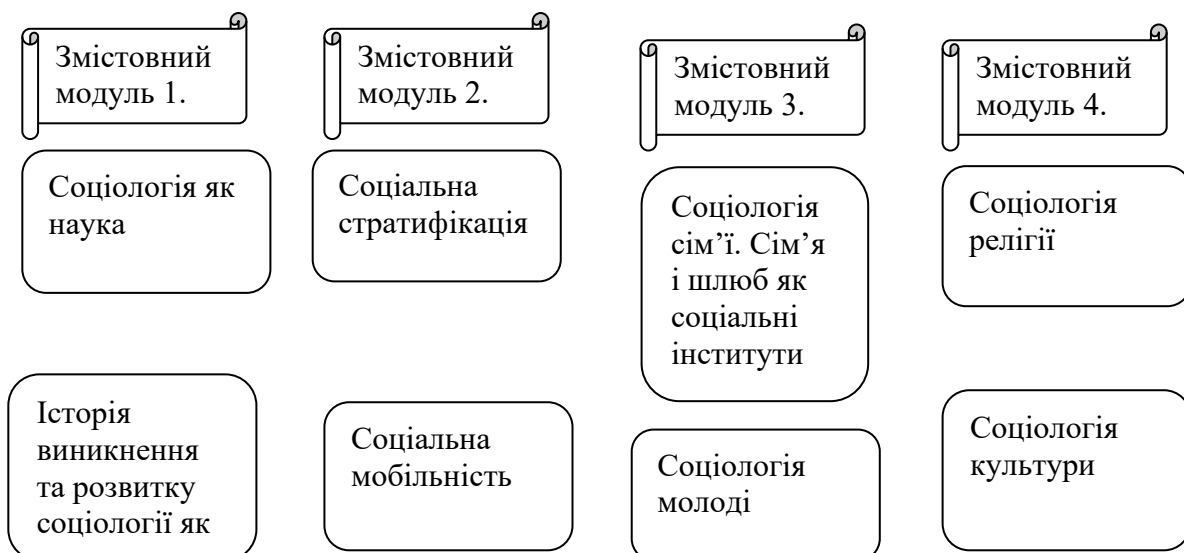 Змістовний
модуль 1.
Змістовний
модуль 2.
Змістовний
модуль 3.
Змістовний
модуль 4.
Соціологія як
наука
Соціальна
стратифікація
Соціологія
сім’ї. Сім’я
і шлюб як
соціальні
інститути
Соціологія
релігії
Історія
виникнення
та розвитку
соціології як
Соціальна
мобільність
Соціологія
молоді
Соціологія
культури